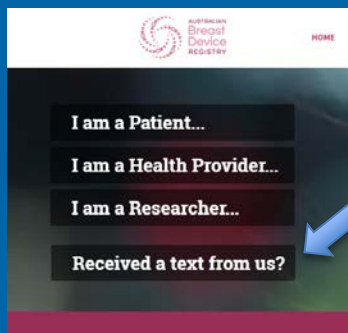 AUSTRALIAN
Breast
Device
REGISTRY
HOME
I am a Patient...
I am a Health Provider...
I am a Researcher...
Received a text from us?